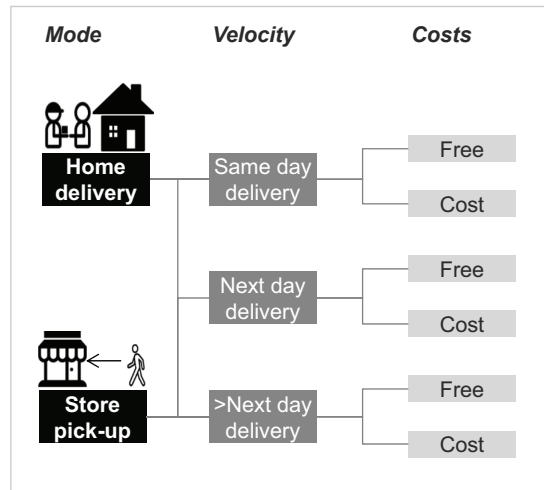 Mode Velocity Costs
Home
delivery
Same day
delivery
Free
Cost
Next day
delivery
Free
Cost
Store
pick-up
>Next day
delivery
Free
Cost